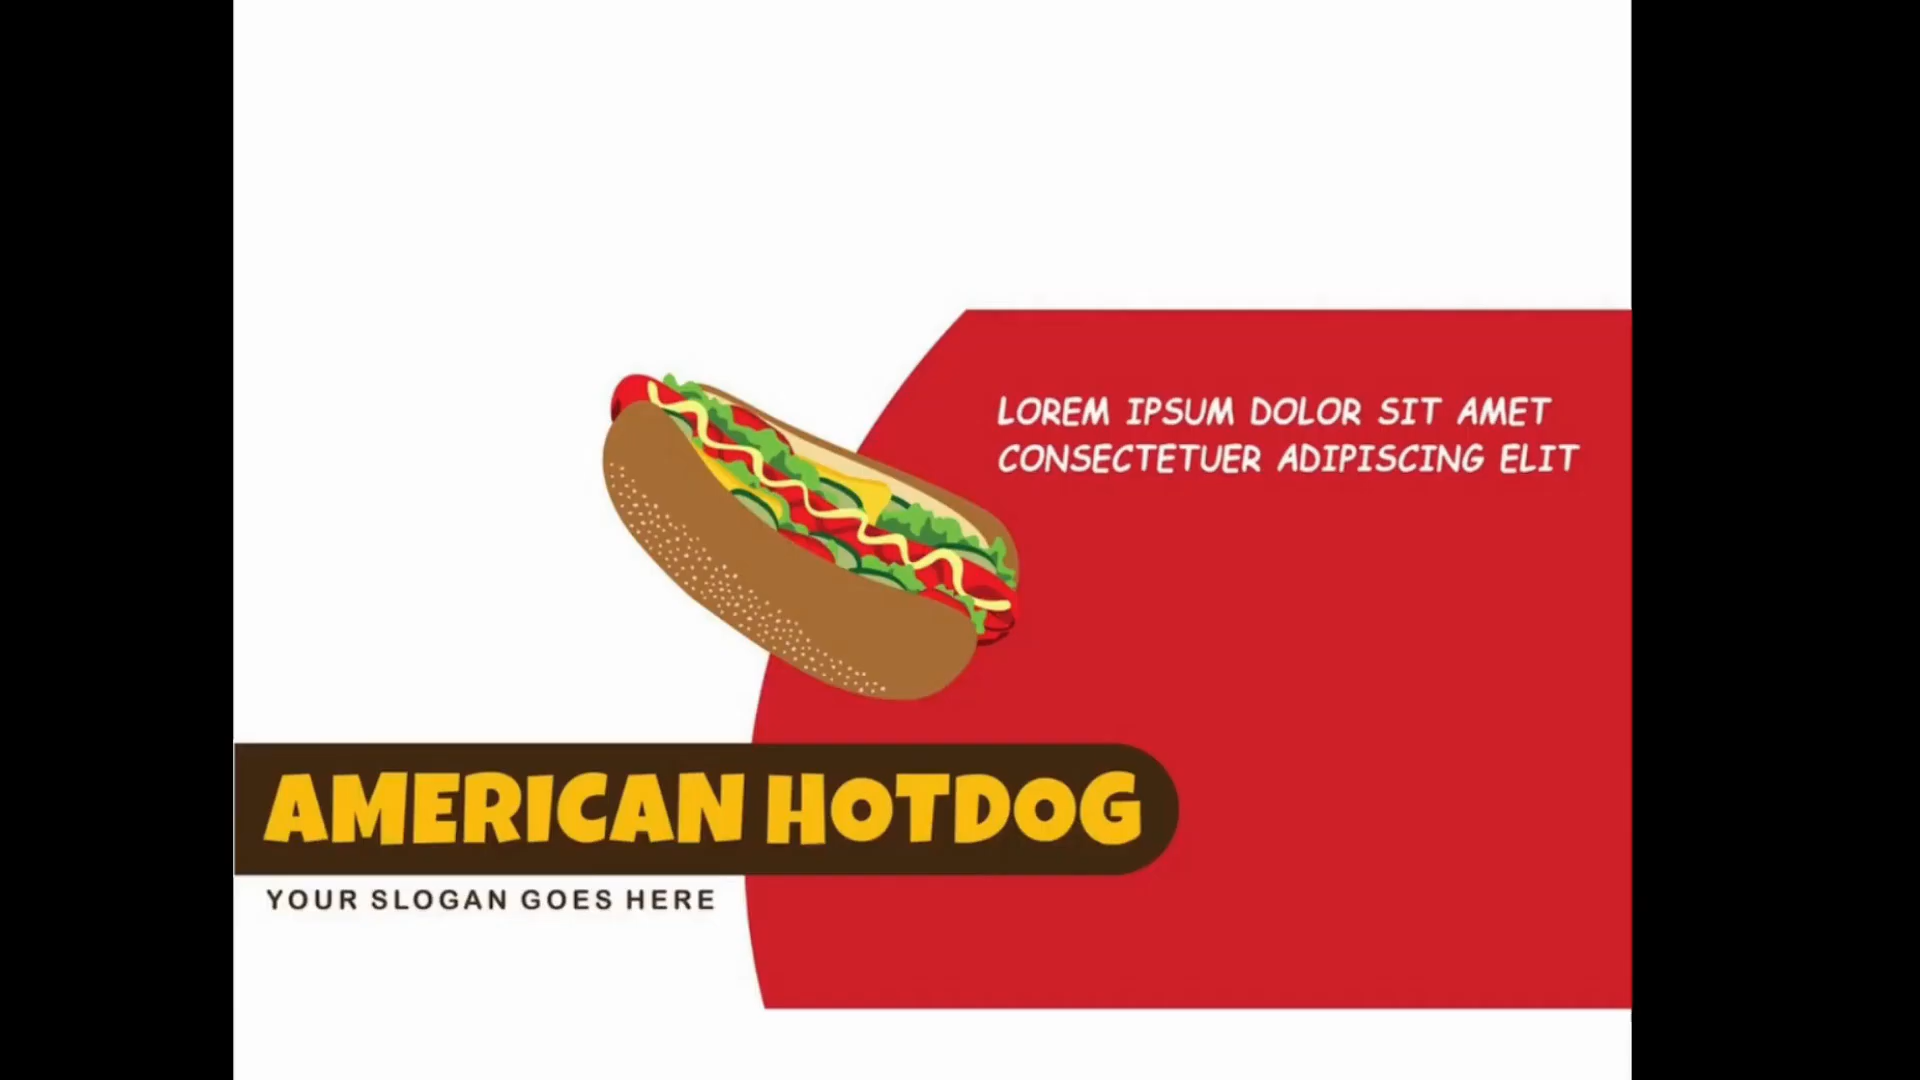 LOREM IPSUM DOLOR SIT AMET
CONSECTETUER ADIPISCING ELIT
AMERICAN HOTDOG
YOUR SLOGAN GOES HERE